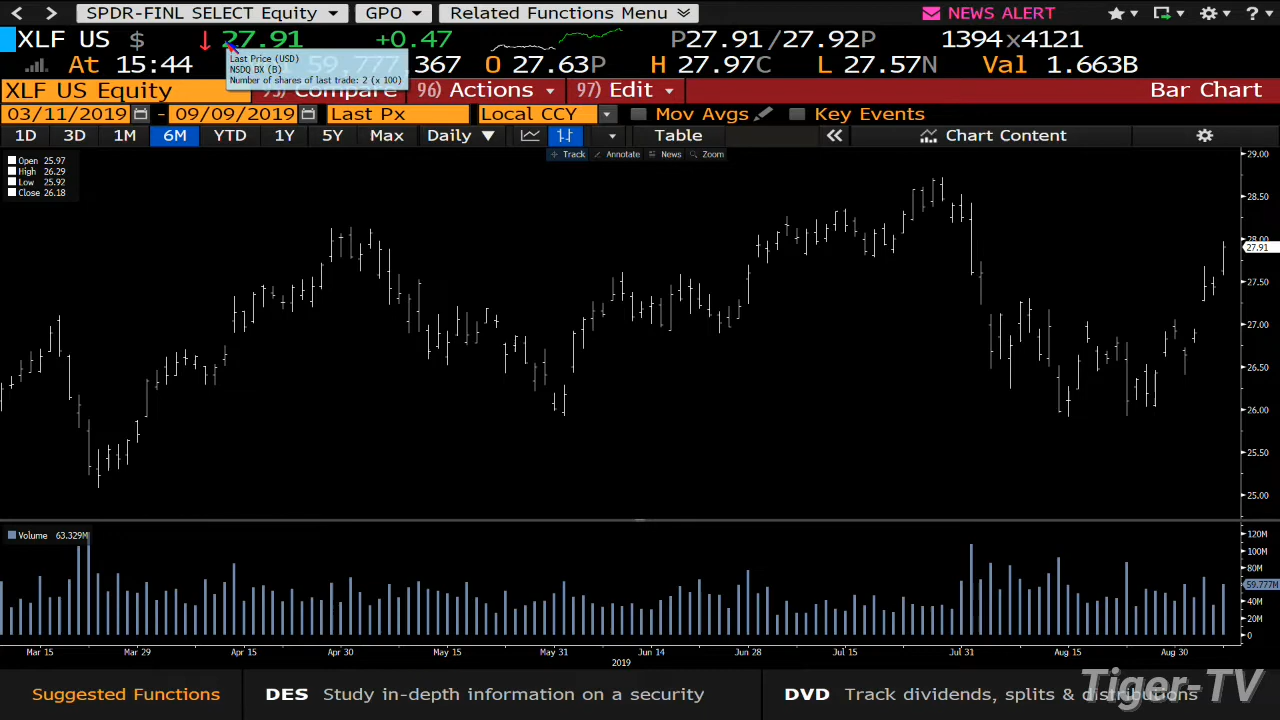 SPDR-FINL SELECT Equity GPO Related Functions Menu NEWS ALERT ?
XLF US $ ↓ 27.91 +0.47 P27.91/27.92P 1394x4121
At 15:44 367 O 27.63P H 27.97C L 27.57N Val 1.663B
Last Price (USD)
NSDQ BX (B)
Number of shares of last trade: 2 (x 100)
XLF US Equity Compare 96) Actions 97) Edit Bar Chart
03/11/2019 - 09/09/2019 Last Px Local CCY Mov Avgs Key Events
1D 3D 1M 6M YTD 1Y 5Y Max Daily ▼ Table « Chart Content
Track Annotate News Zoom
Open 25.97
High 26.29
Low 25.92
Close 26.18
29.00
28.50
28.00
27.91
27.50
27.00
26.50
26.00
25.50
25.00
Volume 63.329M
120M
100M
80M
59.777M
40M
20M
0
Mar 15 Mar 29 Apr 15 Apr 30 May 15 May 31 Jun 14 Jun 28 Jul 15 Jul 31 Aug 15 Aug 30
2019
Suggested Functions DES Study in-depth information on a security DVD Track dividends, splits & distributions
Tiger-TV